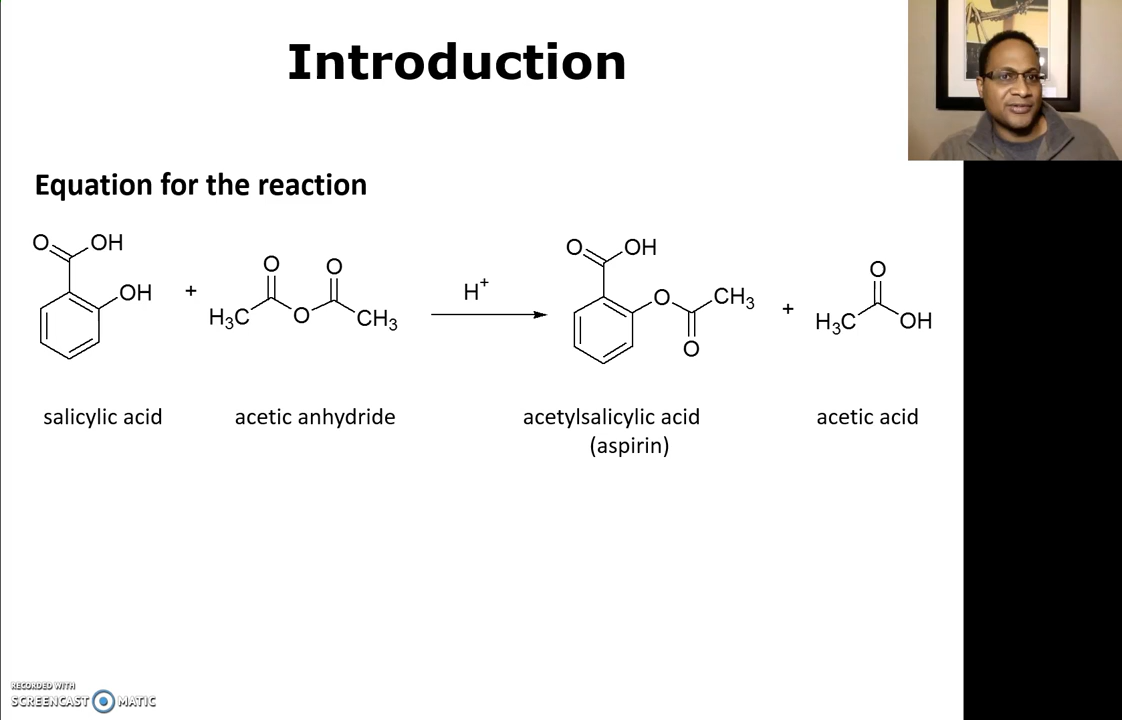 Introduction
Equation for the reaction
O OH O O O OH
OH + H⁺ O CH₃ + O
H₃C O CH₃ O H₃C OH
salicylic acid acetic anhydride acetylsalicylic acid acetic acid
(aspirin)
RECORDED WITH
SCREENCAST MATIC